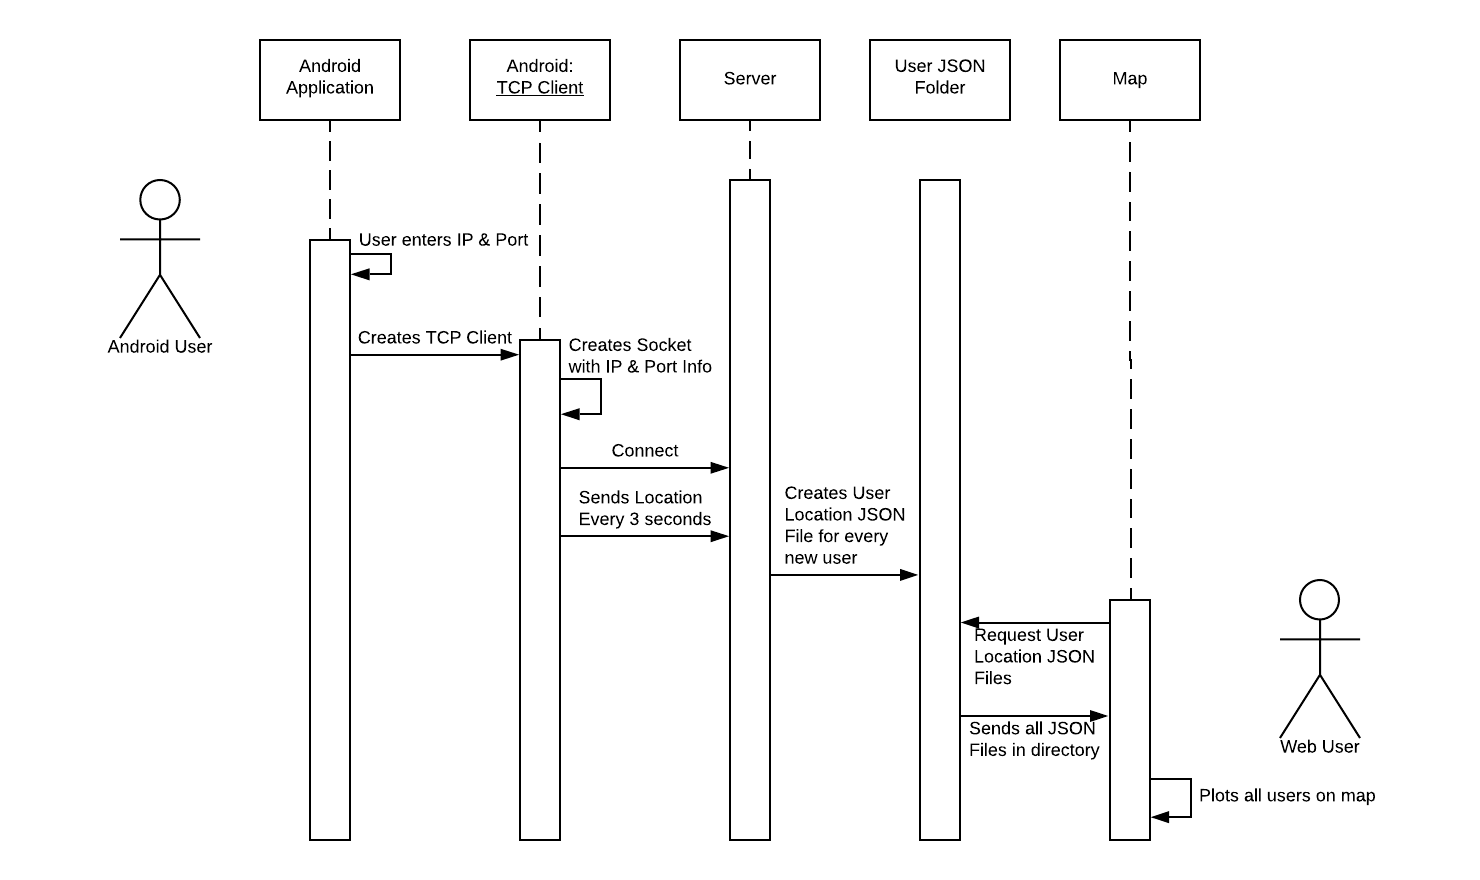 Android
Application
Android:
TCP Client
Server
User JSON
Folder
Map
User enters IP & Port
Creates TCP Client
Android User
Creates Socket
with IP & Port Info
Connect
Sends Location
Every 3 seconds
Creates User
Location JSON
File for every
new user
Request User
Location JSON
Files
Sends all JSON
Files in directory
Web User
Plots all users on map